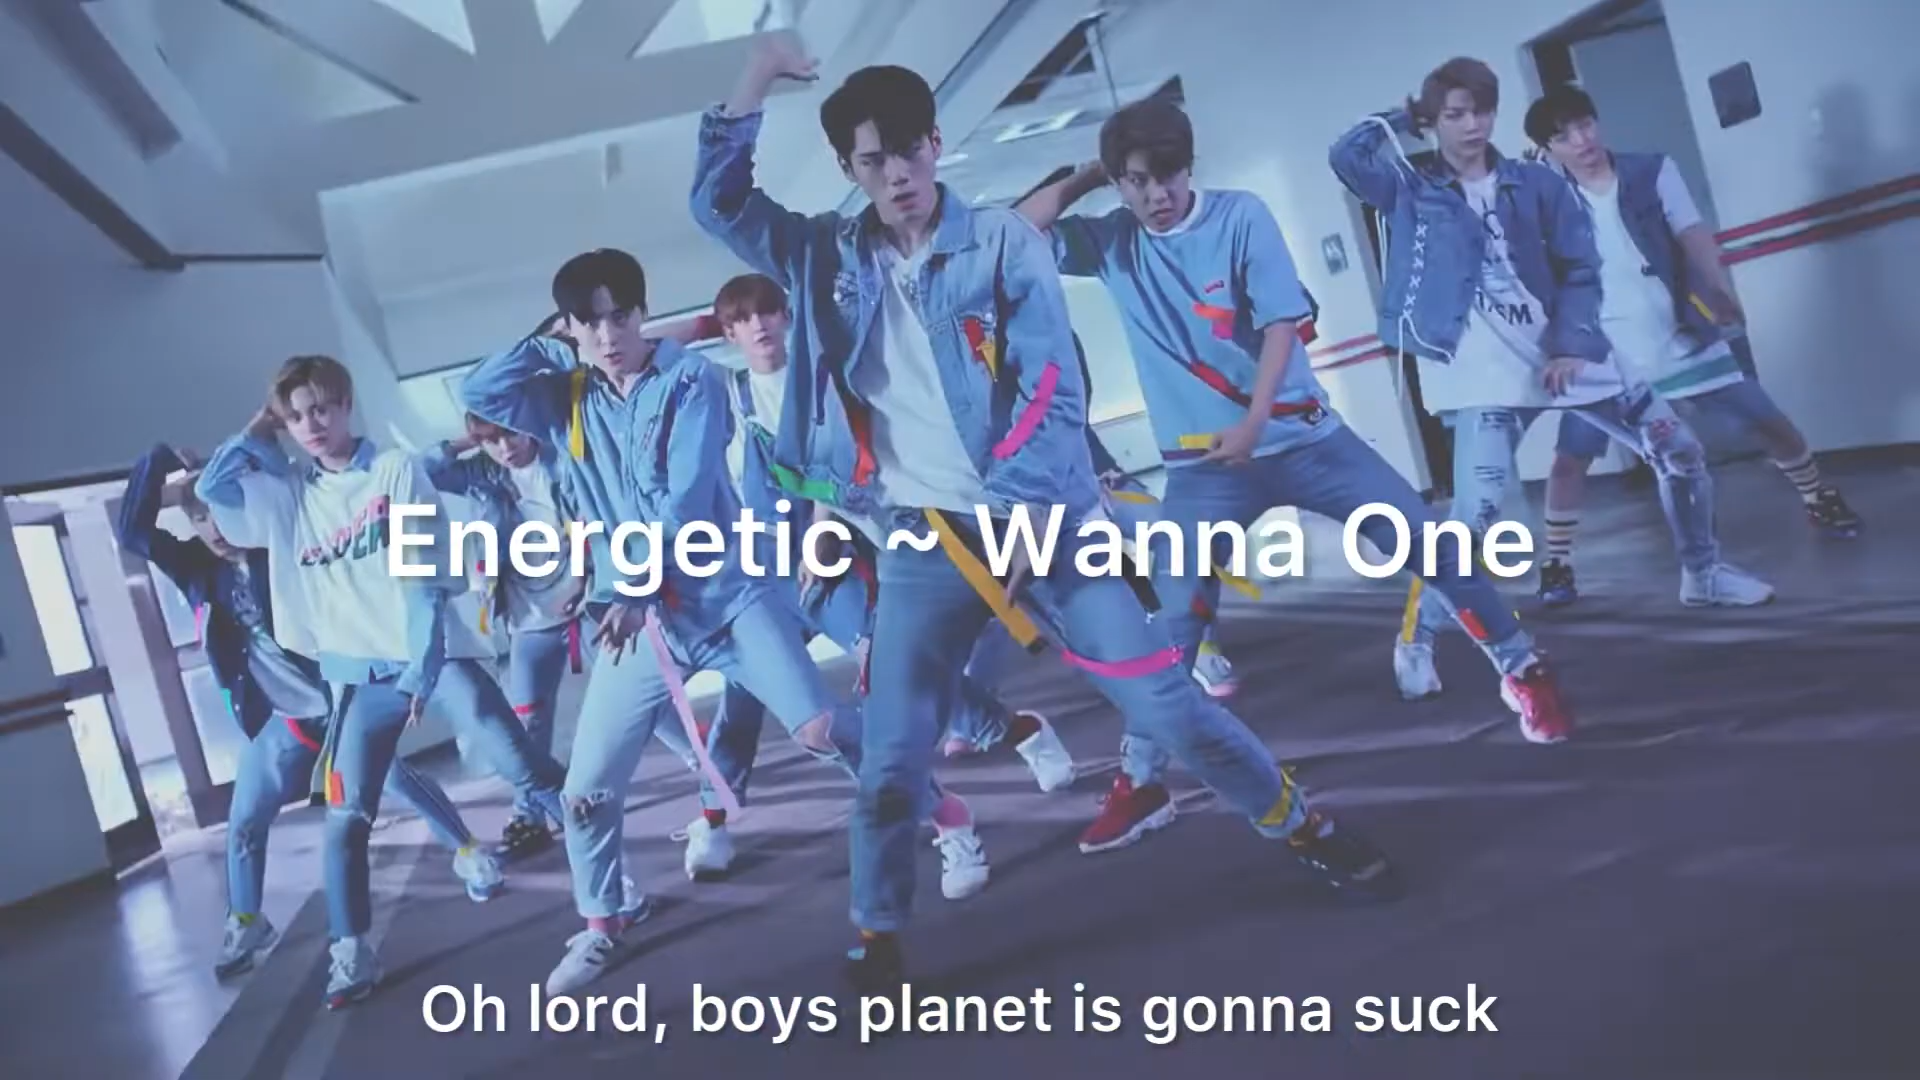 Energetic ~ Wanna One
Oh lord, boys planet is gonna suck